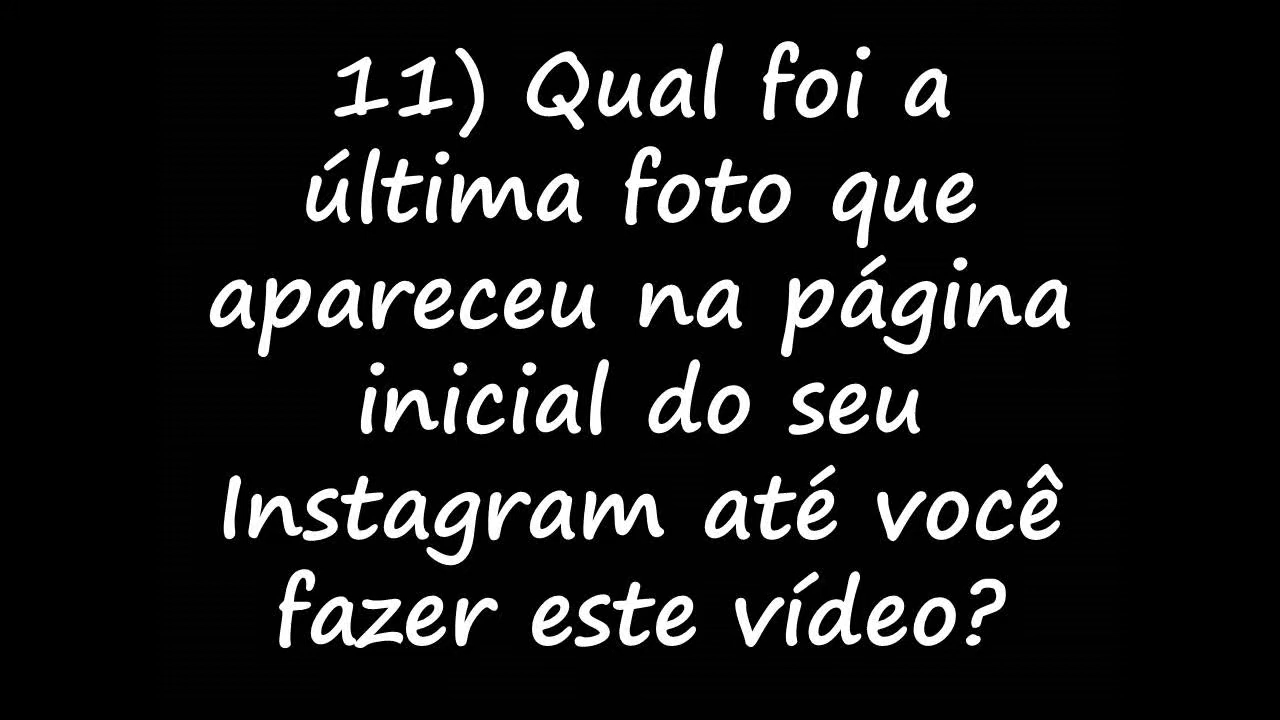 11) Qual foi a
última foto que
apareceu na página
inicial do seu
Instagram até você
fazer este vídeo?